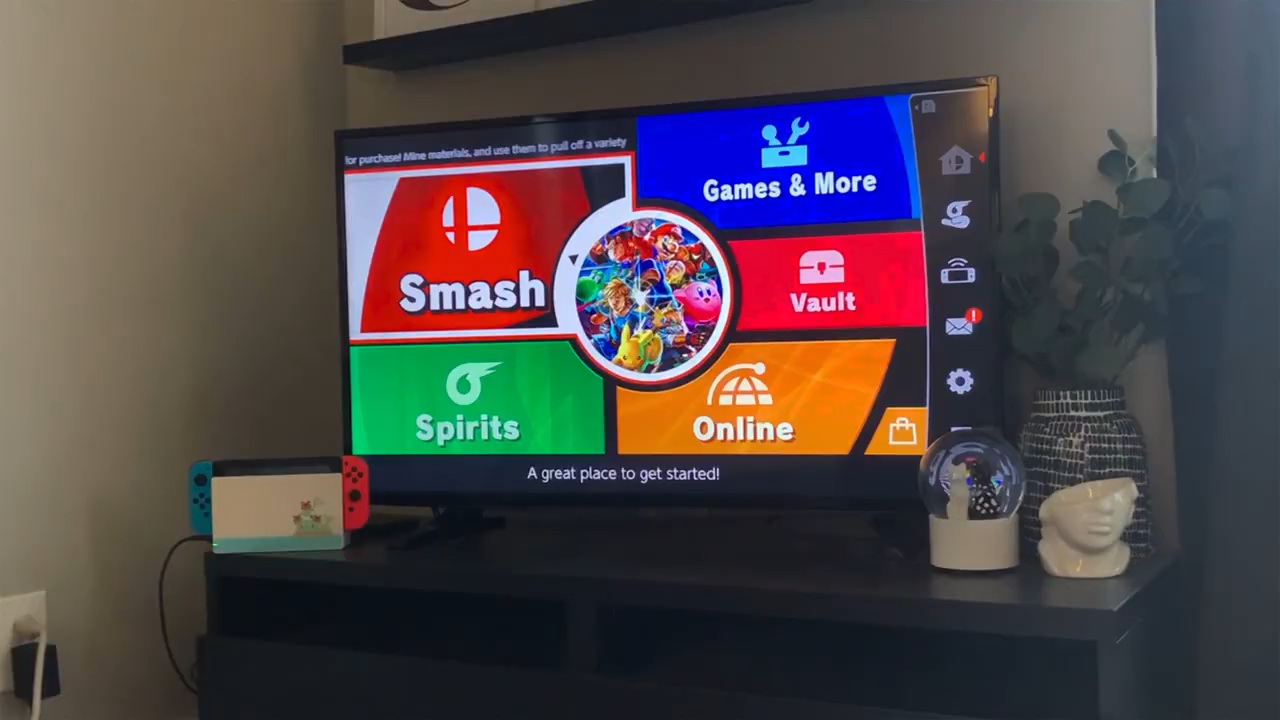 for purchase! Mine materials, and use them to pull off a variety
Games & More
Smash
Vault
Spirits
Online
A great place to get started!